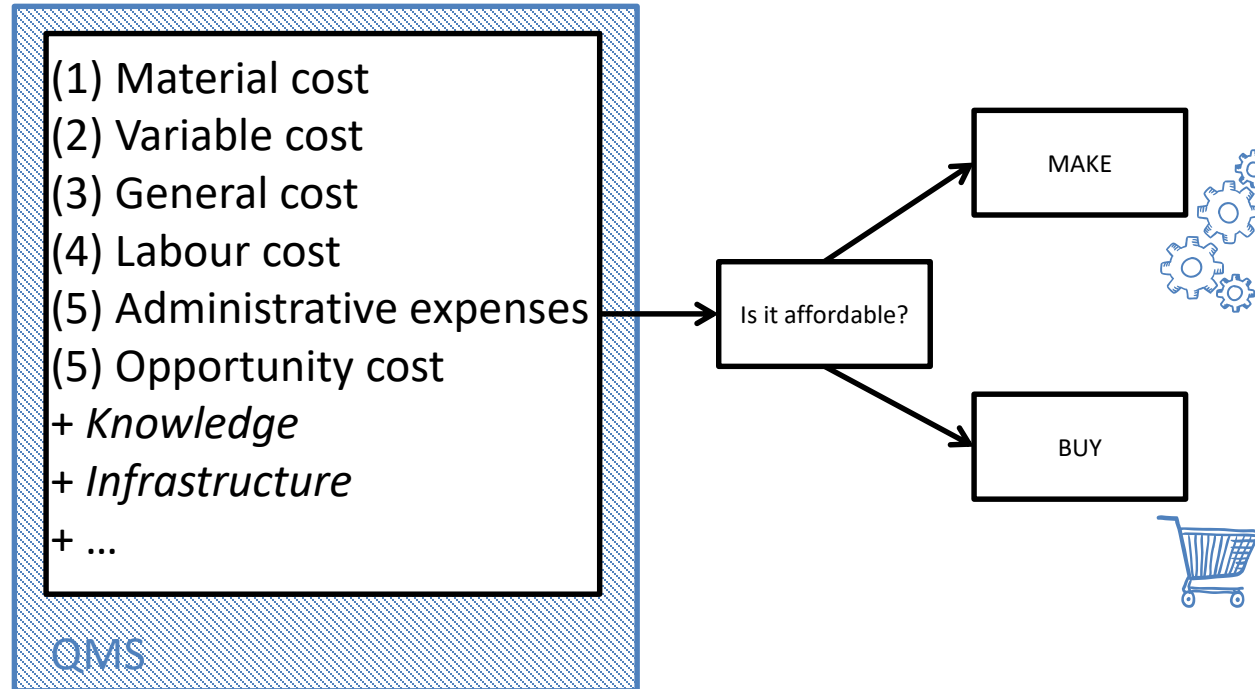 (1) Material cost
(2) Variable cost
(3) General cost
(4) Labour cost
(5) Administrative expenses
(5) Opportunity cost
+ Knowledge
+ Infrastructure
+ …
QMS
Is it affordable?
MAKE
BUY